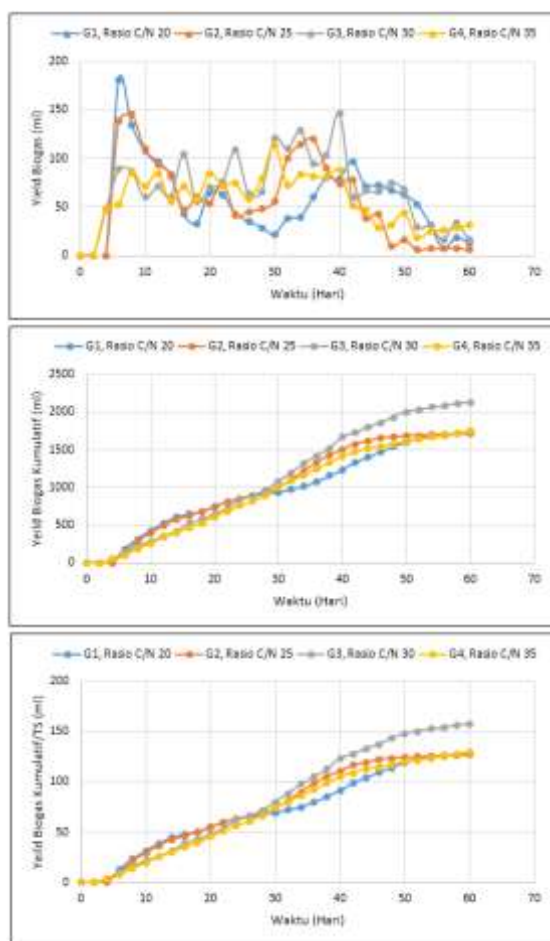 G1, Rasio C/N 20 G2, Rasio C/N 25 G3, Rasio C/N 30 G4, Rasio C/N 35
200
150
100
50
0
Yield Biogas (ml)
0 10 20 30 40 50 60 70
Waktu (Hari)
G1, Rasio C/N 20 G2, Rasio C/N 25 G3, Rasio C/N 30 G4, Rasio C/N 35
2500
2000
1500
1000
500
0
Yeild Biogas Kumulatif (ml)
0 10 20 30 40 50 60 70
Waktu (Hari)
G1, Rasio C/N 20 G2, Rasio C/N 25 G3, Rasio C/N 30 G4, Rasio C/N 35
200
150
100
50
0
Yeild Biogas Kumulatif/TS (ml)
0 10 20 30 40 50 60 70
Waktu (Hari)